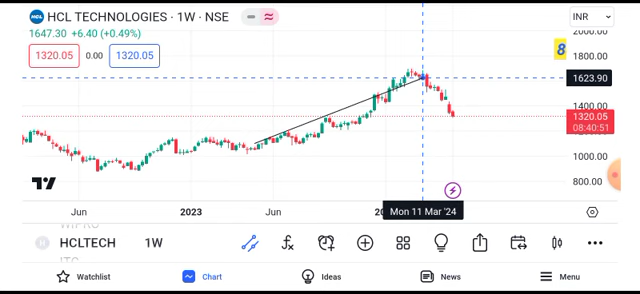 HCL HCL TECHNOLOGIES · 1W · NSE
INR
1647.30 +6.40 (+0.49%)
1320.05 0.00 1320.05
2000.00
8
1800.00
1623.90
1400.00
1320.05
08:40:51
1000.00
800.00
Jun 2023 Jun Mon 11 Mar '24
HCLTECH 1W
Watchlist Chart Ideas News Menu